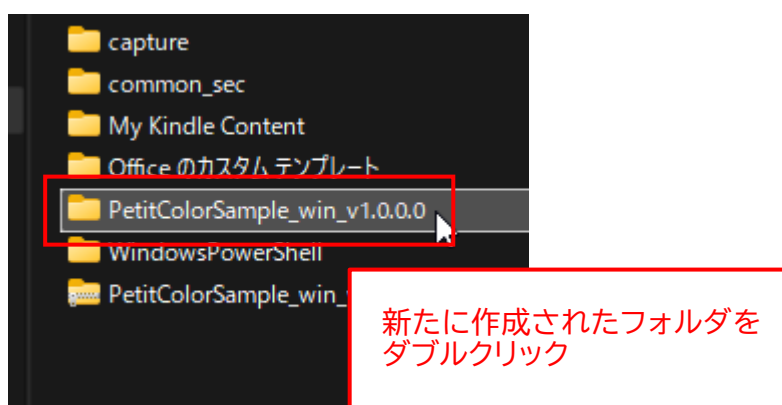 capture
common_sec
My Kindle Content
Office のカスタム テンプレート
PetitColorSample_win_v1.0.0.0
WindowsPowerShell
PetitColorSample_win_
新たに作成されたフォルダを
ダブルクリック